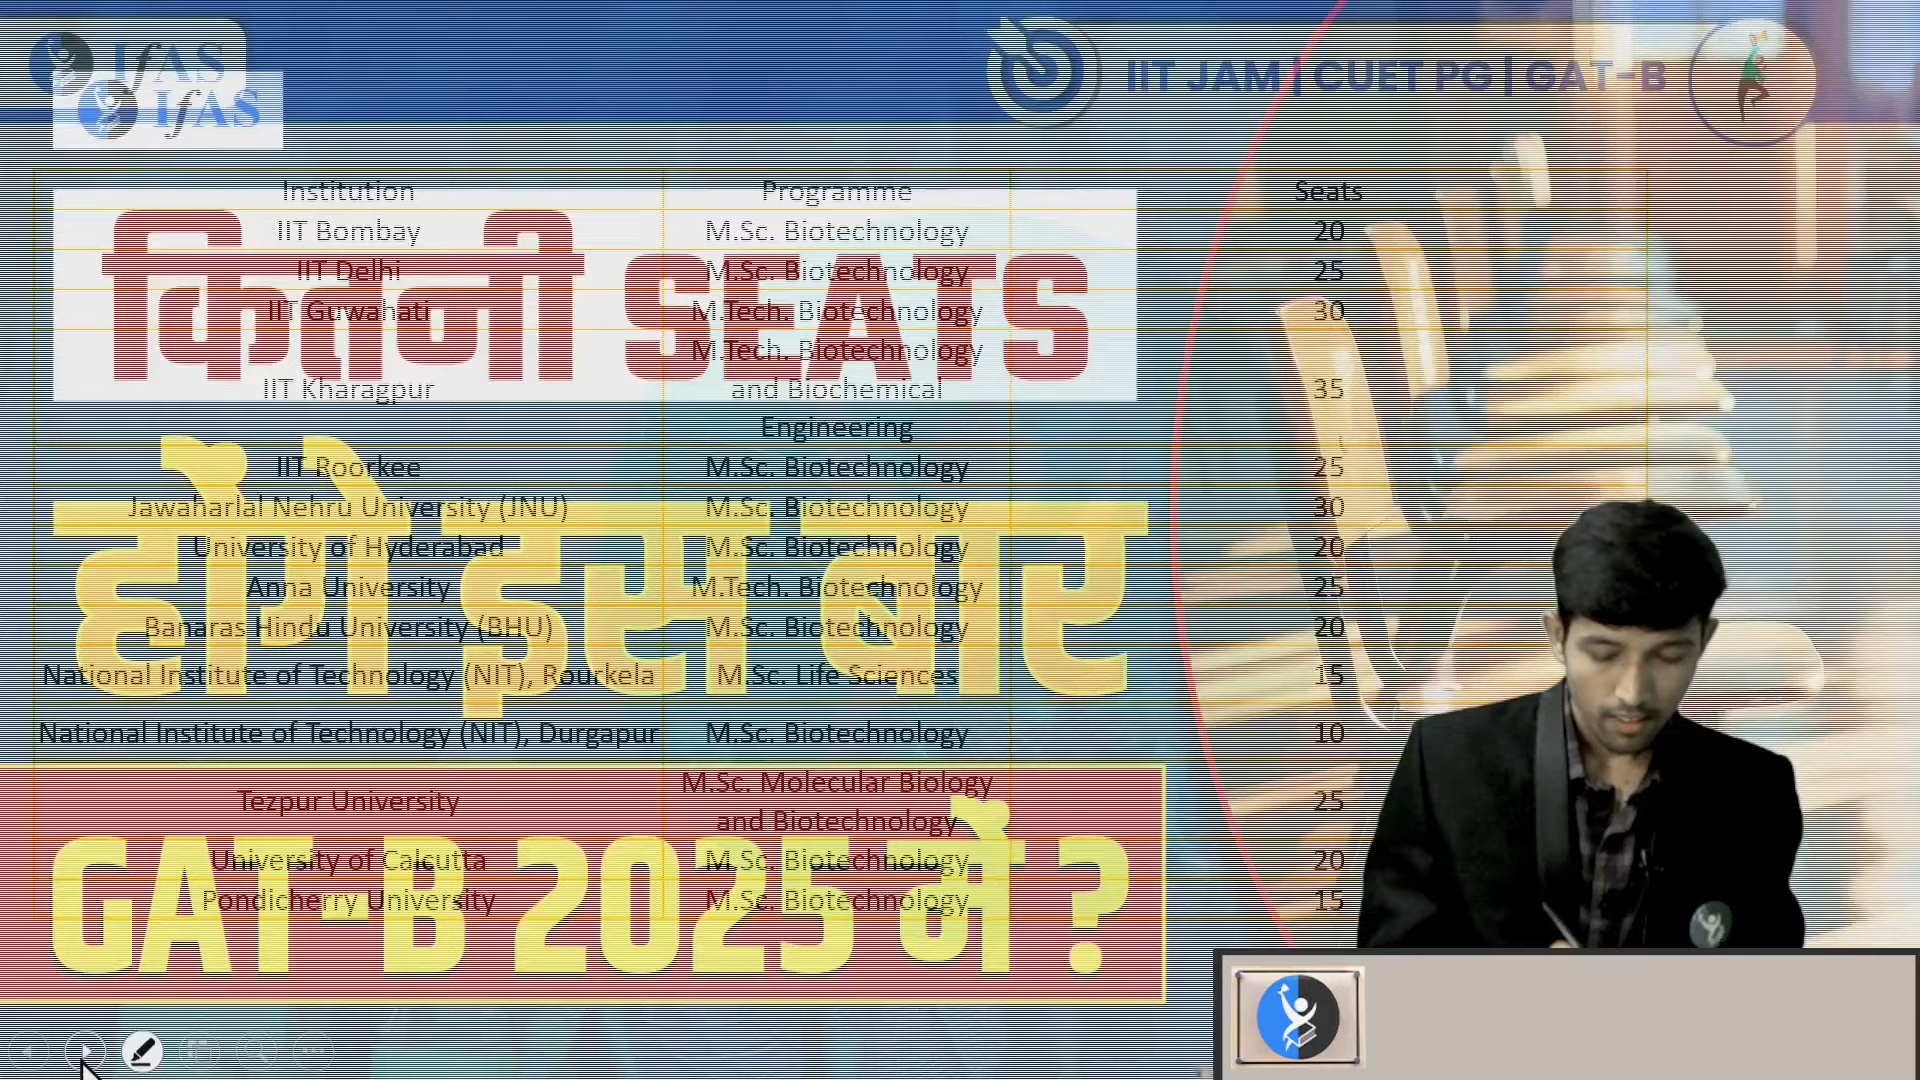 IfAS
IfAS
IIT JAM | CUET PG | GAT-B
कितनी SEATS
होंगे इस बार
GAT-B 2025 में ?
Institution Programme Seats
IIT Bombay M.Sc. Biotechnology 20
IIT Delhi M.Sc. Biotechnology 25
IIT Guwahati M.Tech. Biotechnology 30
IIT Kharagpur M.Tech. Biotechnology and Biochemical Engineering 35
IIT Roorkee M.Sc. Biotechnology 25
Jawaharlal Nehru University (JNU) M.Sc. Biotechnology 30
University of Hyderabad M.Sc. Biotechnology 20
Anna University M.Tech. Biotechnology 25
Banaras Hindu University (BHU) M.Sc. Biotechnology 20
National Institute of Technology (NIT), Rourkela M.Sc. Life Sciences 15
National Institute of Technology (NIT), Durgapur M.Sc. Biotechnology 10
Tezpur University M.Sc. Molecular Biology and Biotechnology 25
University of Calcutta M.Sc. Biotechnology 20
Pondicherry University M.Sc. Biotechnology 15